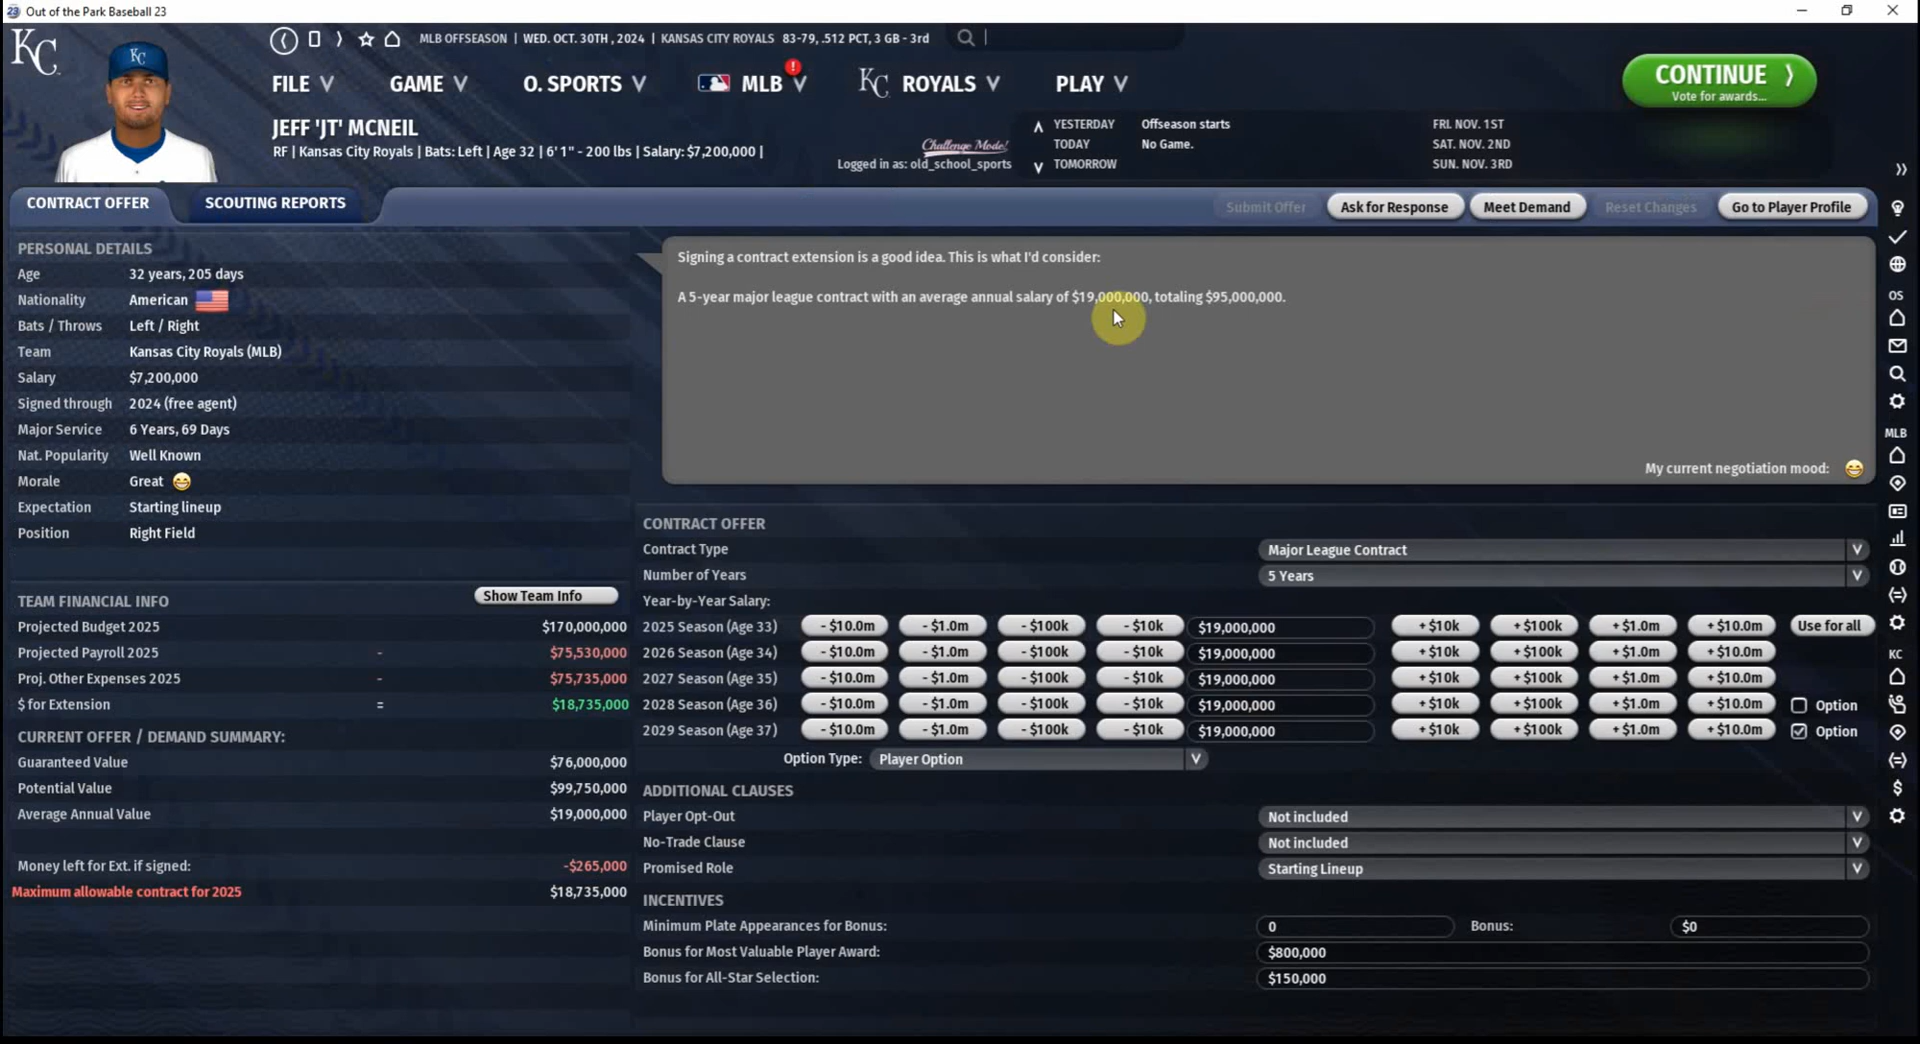 Out of the Park Baseball 23
MLB OFFSEASON | WED. OCT. 30TH , 2024 | KANSAS CITY ROYALS 83-79, .512 PCT, 3 GB - 3rd
FILE GAME O. SPORTS MLB ROYALS PLAY
CONTINUE
Vote for awards...
JEFF 'JT' MCNEIL
RF | Kansas City Royals | Bats: Left | Age 32 | 6' 1" - 200 lbs | Salary: $7,200,000 |
Challenge Mode!
Logged in as: old_school_sports
YESTERDAY Offseason starts FRI. NOV. 1ST
TODAY No Game. SAT. NOV. 2ND
TOMORROW SUN. NOV. 3RD
CONTRACT OFFER SCOUTING REPORTS
Submit Offer Ask for Response Meet Demand Reset Changes Go to Player Profile
PERSONAL DETAILS
Age 32 years, 205 days
Nationality American
Bats / Throws Left / Right
Team Kansas City Royals (MLB)
Salary $7,200,000
Signed through 2024 (free agent)
Major Service 6 Years, 69 Days
Nat. Popularity Well Known
Morale Great
Expectation Starting lineup
Position Right Field
Signing a contract extension is a good idea. This is what I'd consider:
A 5-year major league contract with an average annual salary of $19,000,000, totaling $95,000,000.
My current negotiation mood:
TEAM FINANCIAL INFO Show Team Info
Projected Budget 2025 $170,000,000
Projected Payroll 2025 - $75,530,000
Proj. Other Expenses 2025 - $75,735,000
$ for Extension = $18,735,000
CURRENT OFFER / DEMAND SUMMARY:
Guaranteed Value $76,000,000
Potential Value $99,750,000
Average Annual Value $19,000,000
Money left for Ext. if signed: -$265,000
Maximum allowable contract for 2025 $18,735,000
CONTRACT OFFER
Contract Type Major League Contract
Number of Years 5 Years
Year-by-Year Salary:
2025 Season (Age 33) - $10.0m - $1.0m - $100k - $10k $19,000,000 + $10k + $100k + $1.0m + $10.0m Use for all
2026 Season (Age 34) - $10.0m - $1.0m - $100k - $10k $19,000,000 + $10k + $100k + $1.0m + $10.0m
2027 Season (Age 35) - $10.0m - $1.0m - $100k - $10k $19,000,000 + $10k + $100k + $1.0m + $10.0m
2028 Season (Age 36) - $10.0m - $1.0m - $100k - $10k $19,000,000 + $10k + $100k + $1.0m + $10.0m Option
2029 Season (Age 37) - $10.0m - $1.0m - $100k - $10k $19,000,000 + $10k + $100k + $1.0m + $10.0m Option
Option Type: Player Option
ADDITIONAL CLAUSES
Player Opt-Out Not included
No-Trade Clause Not included
Promised Role Starting Lineup
INCENTIVES
Minimum Plate Appearances for Bonus: 0 Bonus: $0
Bonus for Most Valuable Player Award: $800,000
Bonus for All-Star Selection: $150,000
OS
MLB
KC